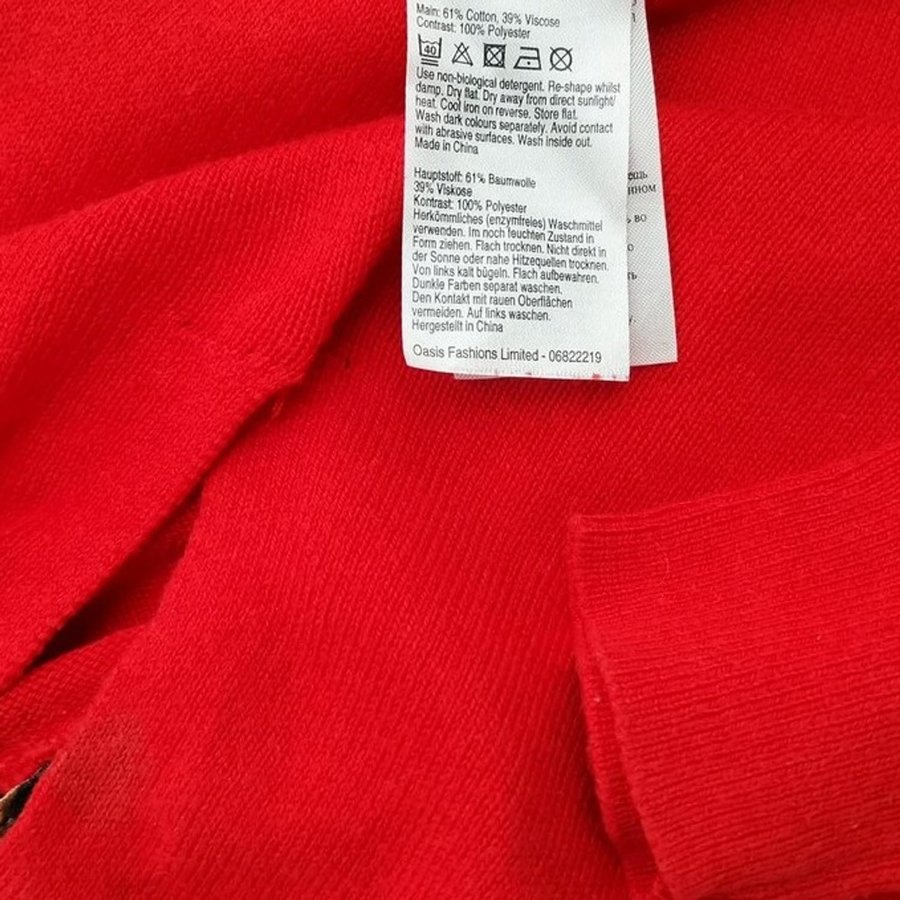 Main: 61% Cotton, 39% Viscose
Contrast: 100% Polyester
40
Use non-biological detergent. Re-shape whilst
damp. Dry flat. Dry away from direct sunlight/
heat. Cool iron on reverse. Store flat.
Wash dark colours separately. Avoid contact
with abrasive surfaces. Wash inside out.
Made in China
Hauptstoff: 61% Baumwolle
39% Viskose
Kontrast: 100% Polyester
Herkömmliches (enzymfreies) Waschmittel
verwenden. Im noch feuchten Zustand in
Form ziehen. Flach trocknen. Nicht direkt in
der Sonne oder nahe Hitzequellen trocknen.
Von links kalt bügeln. Flach aufbewahren.
Dunkle Farben separat waschen.
Den Kontakt mit rauen Oberflächen
vermeiden. Auf links waschen.
Hergestellt in China
Oasis Fashions Limited - 06822219
во